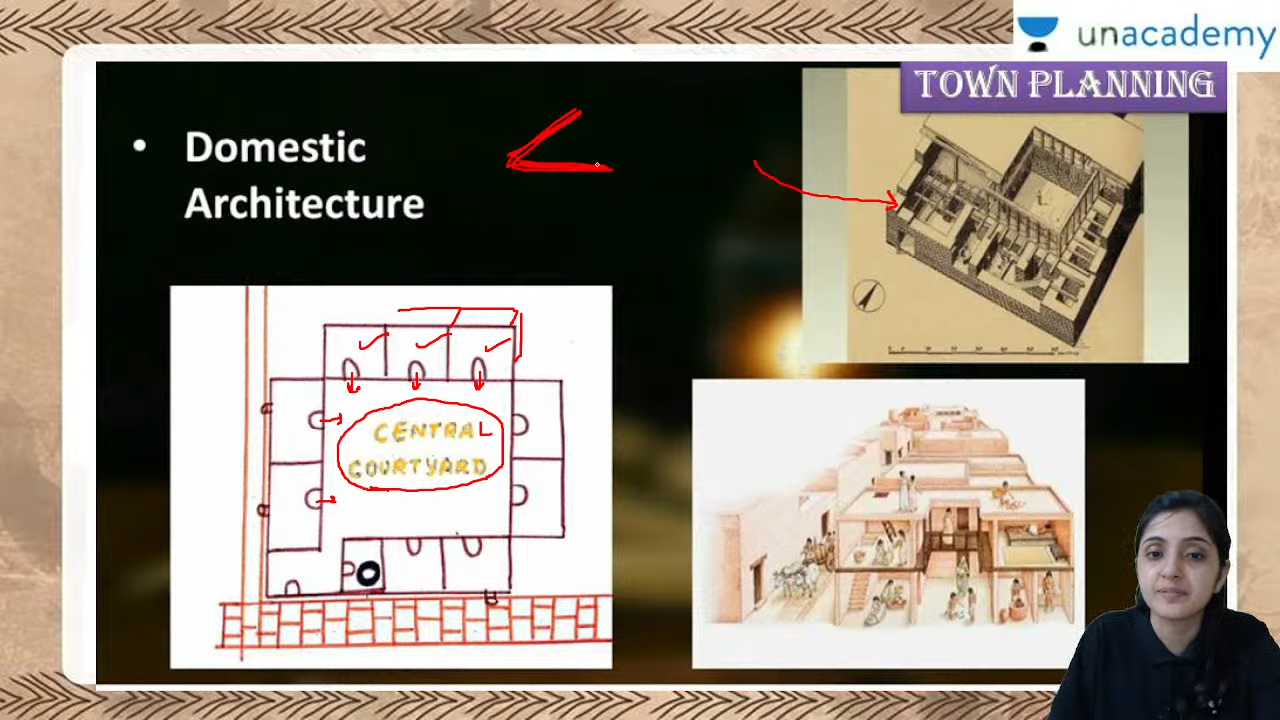 unacademy
TOWN PLANNING
• Domestic
Architecture
CENTRAL
COURTYARD